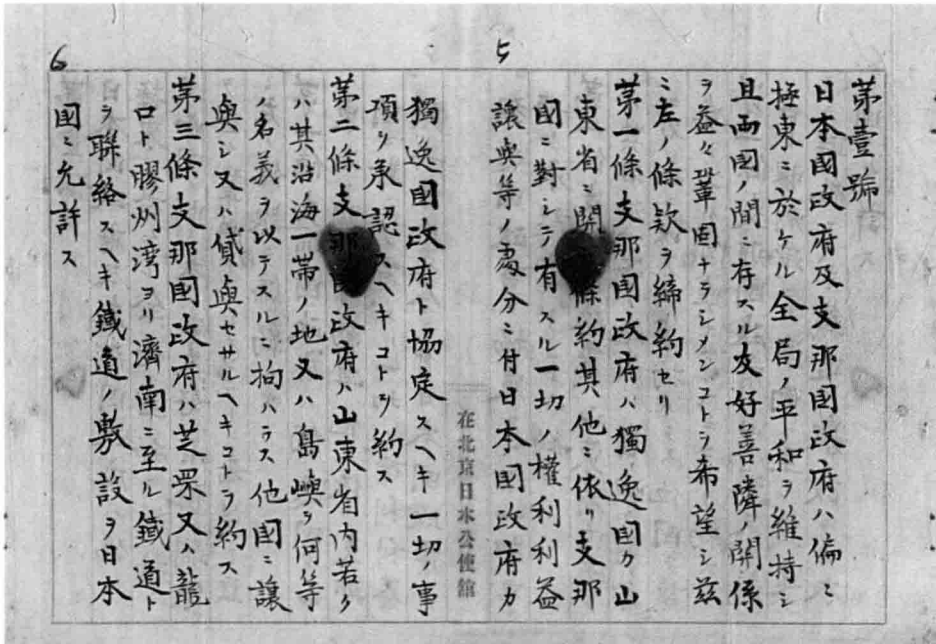 5
苐壹號
日本國政府及支那國政府ハ偏ニ
極東ニ於ケル全局ノ平和ヲ維持シ
且両國ノ間ニ存スル友好善隣ノ関係
ヲ益々鞏固ナラシメンコトヲ希望シ茲
ニ左ノ條欵ヲ締約セリ
苐一條支那國政府ハ獨逸國カ山
東省ニ関條約其他ニ依リ支那
國ニ對シテ有スル一切ノ權利利益
讓與等ノ處分ニ付日本國政府カ
在北京日本公使館
6
獨逸國政府ト協定スヘキ一切ノ事
項ヲ承認スヘキコトヲ約ス
苐二條支那國政府ハ山東省内若ク
ハ其沿海一帯ノ地又ハ島嶼ヲ何等
ノ名義ヲ以テスルニ拘ハラス他國ニ讓
與シ又ハ貸與セサルヘキコトヲ約ス
苐三條支那國政府ハ芝罘又ハ龍
口ト膠州湾ヨリ濟南ニ至ル鐵道ト
ヲ聯絡スヘキ鐵道ノ敷設ヲ日本
國ニ允許ス